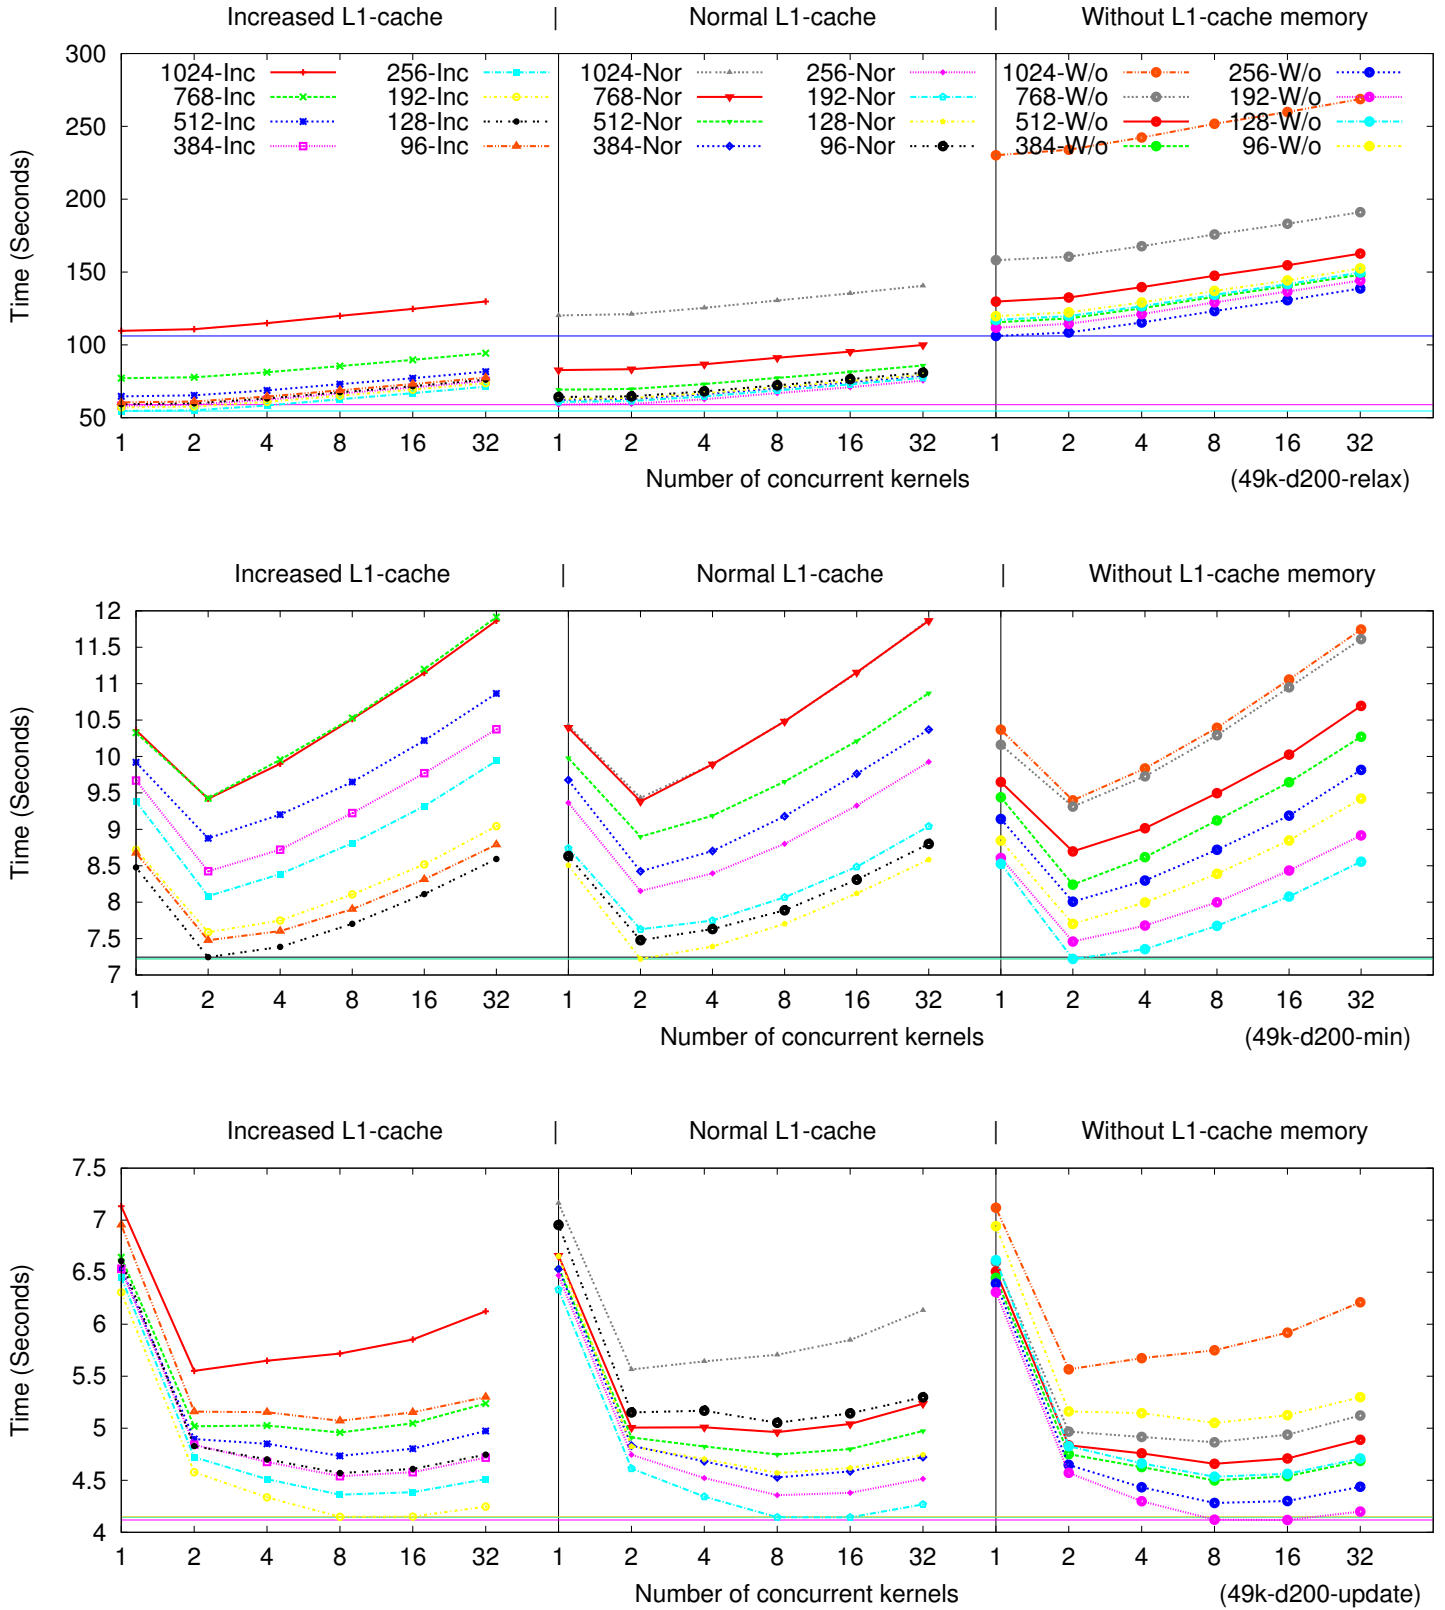 Increased L1-cache | Normal L1-cache | Without L1-cache memory
300
250
200
150
100
50
Time (Seconds)
1024-Inc 256-Inc 1024-Nor 256-Nor 1024-W/o 256-W/o
768-Inc 192-Inc 768-Nor 192-Nor 768-W/o 192-W/o
512-Inc 128-Inc 512-Nor 128-Nor 512-W/o 128-W/o
384-Inc 96-Inc 384-Nor 96-Nor 384-W/o 96-W/o
1 2 4 8 16 32 1 2 4 8 16 32 1 2 4 8 16 32
Number of concurrent kernels (49k-d200-relax)
Increased L1-cache | Normal L1-cache | Without L1-cache memory
12
11.5
11
10.5
10
9.5
9
8.5
8
7.5
7
Time (Seconds)
1 2 4 8 16 32 1 2 4 8 16 32 1 2 4 8 16 32
Number of concurrent kernels (49k-d200-min)
Increased L1-cache | Normal L1-cache | Without L1-cache memory
7.5
7
6.5
6
5.5
5
4.5
4
Time (Seconds)
1 2 4 8 16 32 1 2 4 8 16 32 1 2 4 8 16 32
Number of concurrent kernels (49k-d200-update)